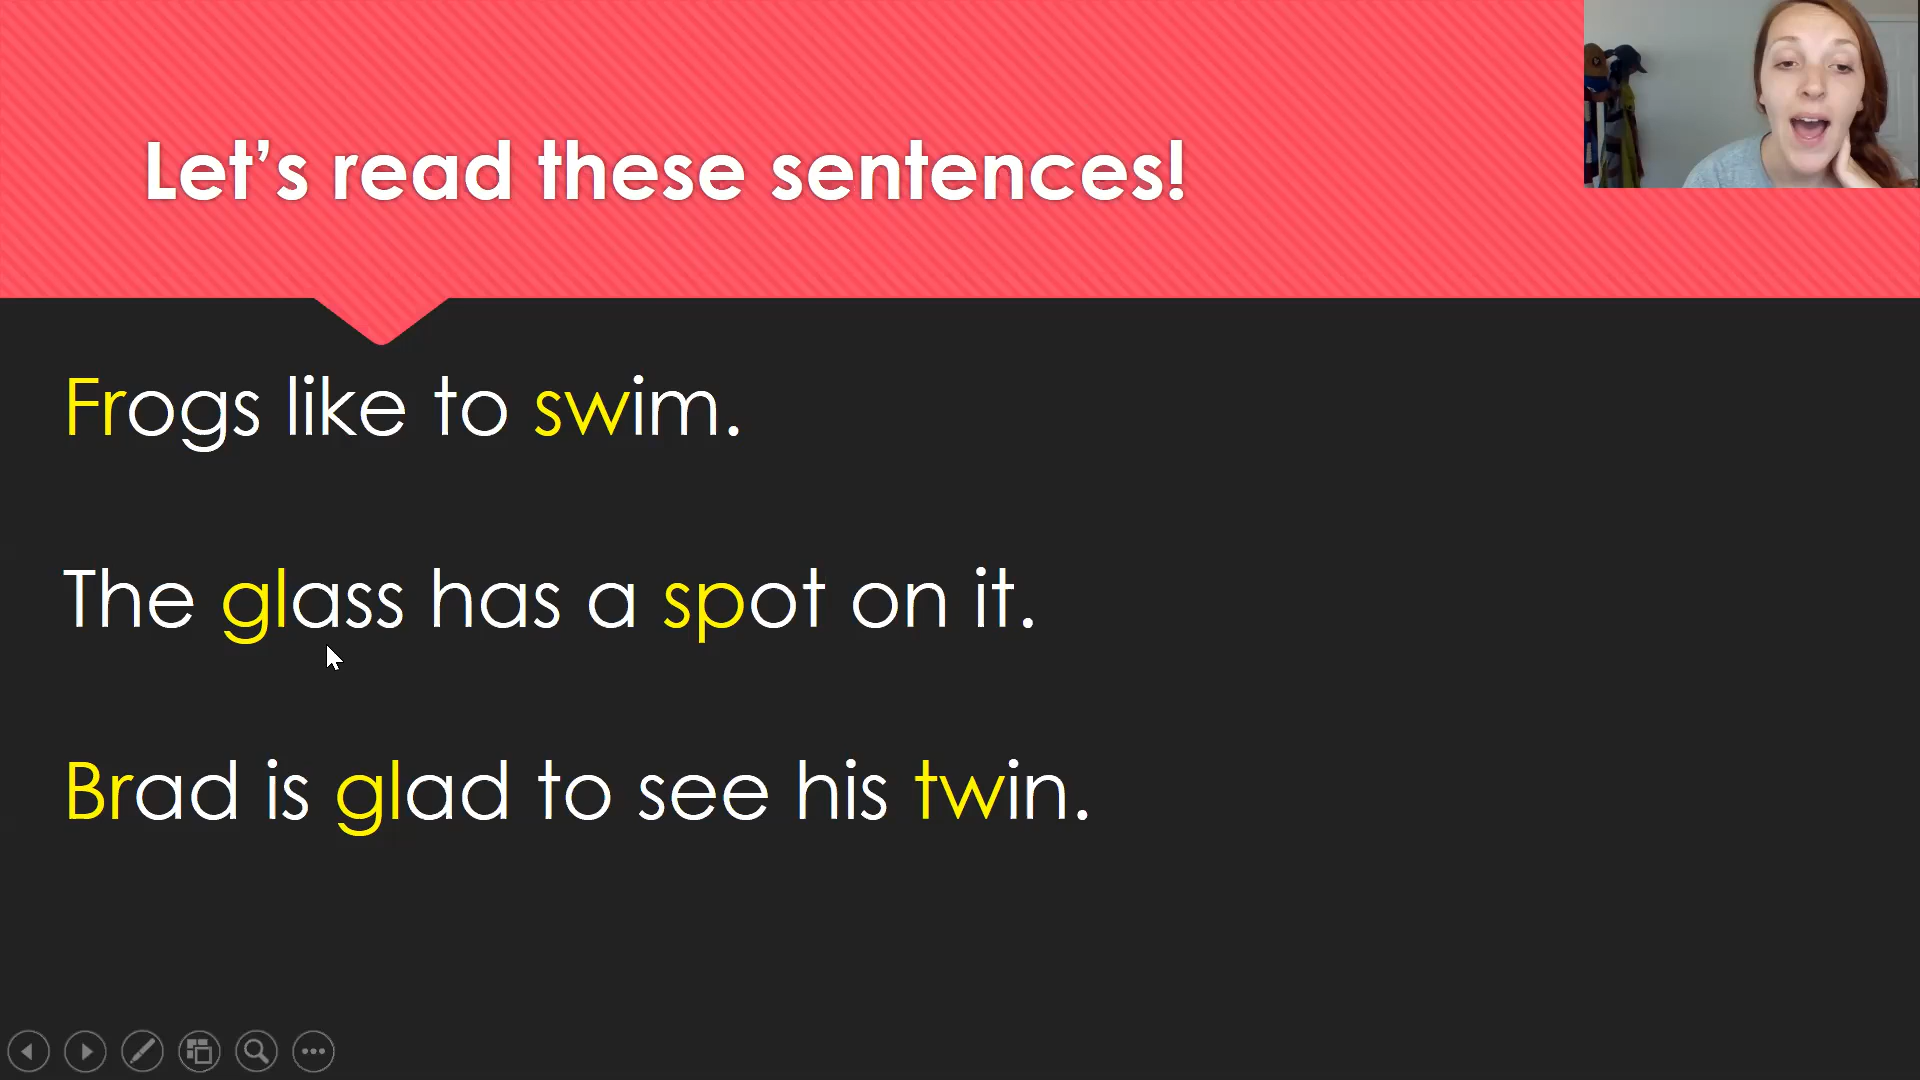 Let’s read these sentences!
Frogs like to swim.
The glass has a spot on it.
Brad is glad to see his twin.